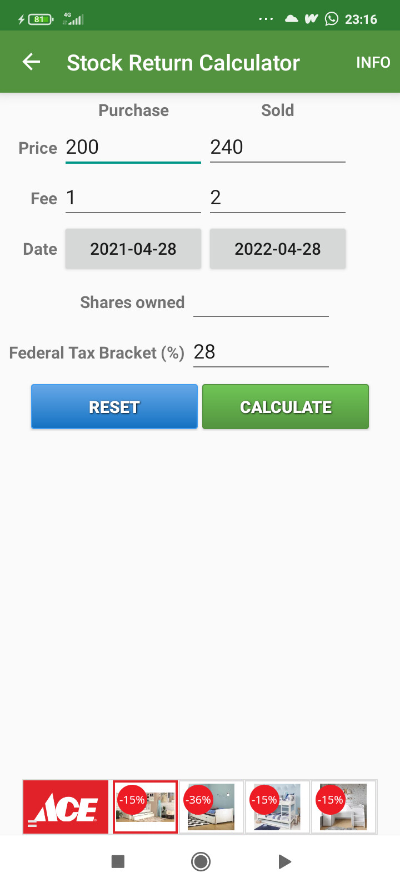 81 4G ... 23:16
Stock Return Calculator INFO
Purchase Sold
Price 200 240
Fee 1 2
Date 2021-04-28 2022-04-28
Shares owned
Federal Tax Bracket (%) 28
RESET CALCULATE
ACE -15% -36% -15% -15%